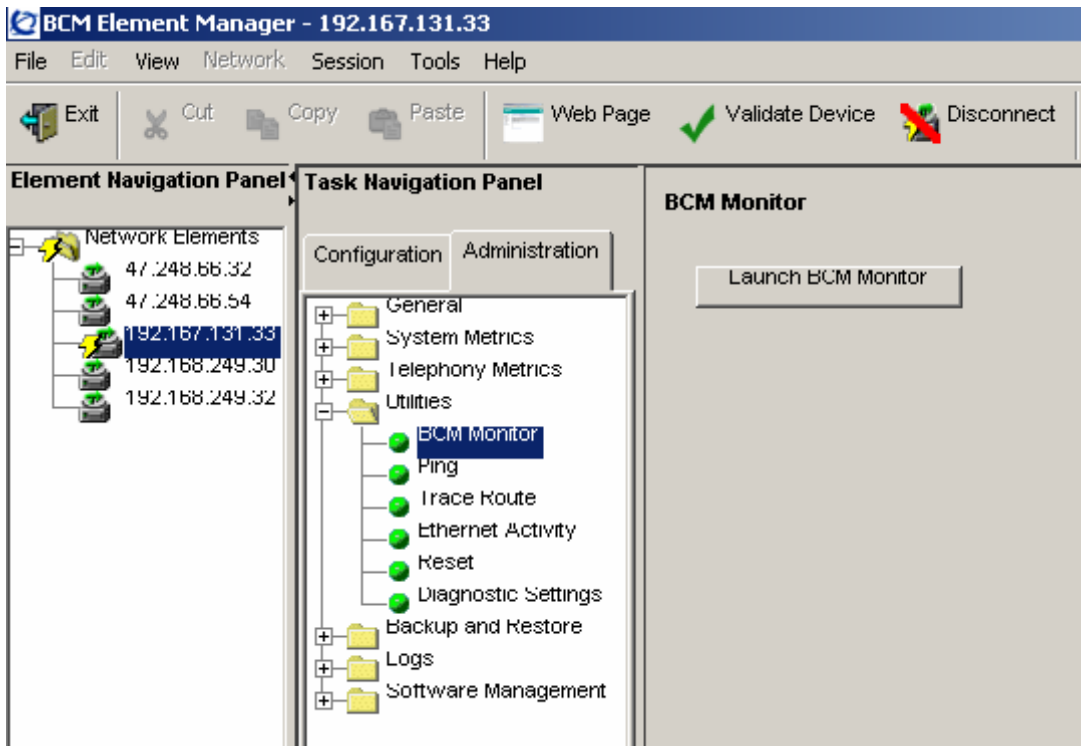 BCM Element Manager - 192.167.131.33
File Edit View Network Session Tools Help
Exit Cut Copy Paste Web Page Validate Device Disconnect
Element Navigation Panel
Network Elements
47.248.66.32
47.248.66.54
192.167.131.33
192.168.249.30
192.168.249.32
Task Navigation Panel
Configuration Administration
General
System Metrics
Telephony Metrics
Utilities
BCM Monitor
Ping
Trace Route
Ethernet Activity
Reset
Diagnostic Settings
Backup and Restore
Logs
Software Management
BCM Monitor
Launch BCM Monitor